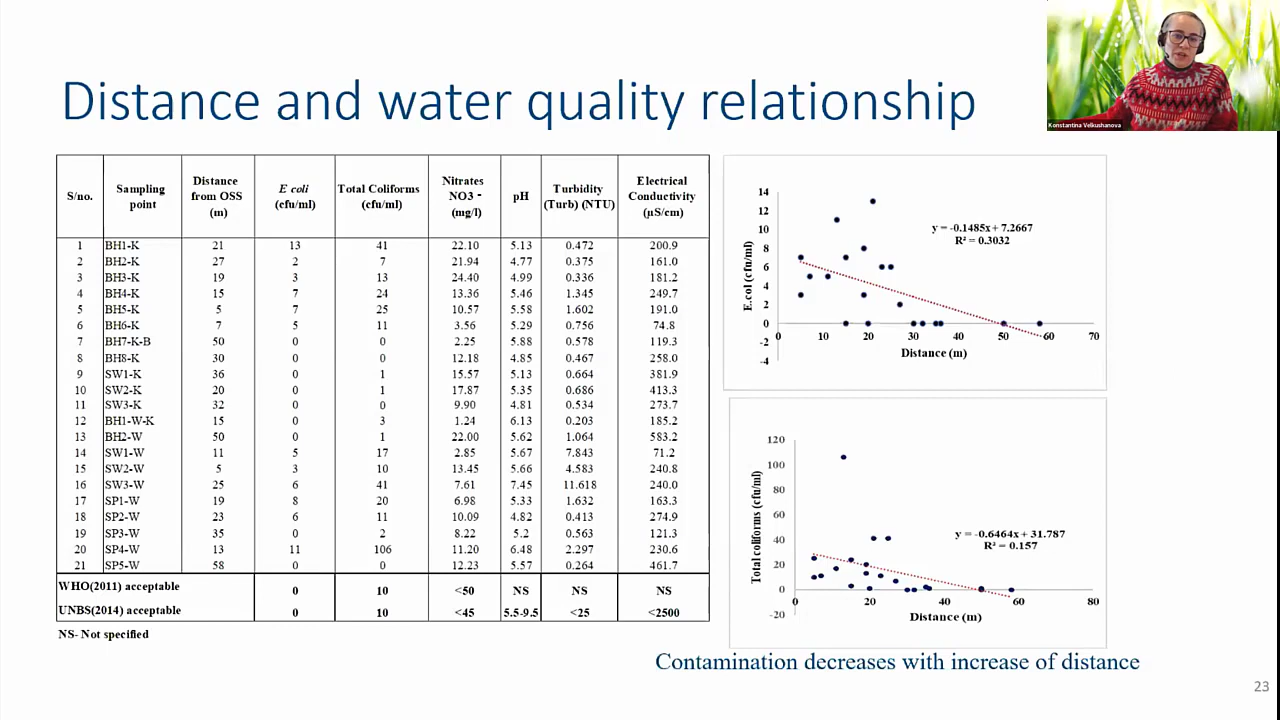 Distance and water quality relationship
Konstantina Velkushanova
S/no. Sampling point Distance from OSS (m) E coli (cfu/ml) Total Coliforms (cfu/ml) Nitrates NO3 - (mg/l) pH Turbidity (Turb) (NTU) Electrical Conductivity (µS/cm)
1 BH1-K 21 13 41 22.10 5.13 0.472 200.9
2 BH2-K 27 2 7 21.94 4.77 0.375 161.0
3 BH3-K 19 3 13 24.40 4.99 0.336 181.2
4 BH4-K 15 7 24 13.36 5.46 1.345 249.7
5 BH5-K 5 7 25 10.57 5.58 1.602 191.0
6 BH6-K 7 5 11 3.56 5.29 0.756 74.8
7 BH7-K-B 50 0 0 2.25 5.88 0.578 119.3
8 BH8-K 30 0 0 12.18 4.85 0.467 258.0
9 SW1-K 36 0 1 15.57 5.13 0.664 381.9
10 SW2-K 20 0 1 17.87 5.35 0.686 413.3
11 SW3-K 32 0 0 9.90 4.81 0.534 273.7
12 BH1-W-K 15 0 3 1.24 6.13 0.203 185.2
13 BH2-W 50 0 1 22.00 5.62 1.064 583.2
14 SW1-W 11 5 17 2.85 5.67 7.843 71.2
15 SW2-W 5 3 10 13.45 5.66 4.583 240.8
16 SW3-W 25 6 41 7.61 7.45 11.618 240.0
17 SP1-W 19 8 20 6.98 5.33 1.632 163.3
18 SP2-W 23 6 11 10.09 4.82 0.413 274.9
19 SP3-W 35 0 2 8.22 5.2 0.563 121.3
20 SP4-W 13 11 106 11.20 6.48 2.297 230.6
21 SP5-W 58 0 0 12.23 5.57 0.264 461.7
WHO(2011) acceptable 0 10 <50 NS NS NS
UNBS(2014) acceptable 0 10 <45 5.5-9.5 <25 <2500
NS- Not specified
E.col (cfu/ml)
14
12
10
8
6
4
2
0
-2
-4
y = -0.1485x + 7.2667
R² = 0.3032
0 10 20 30 40 50 60 70
Distance (m)
Total coliforms (cfu/ml)
120
100
80
60
40
20
0
-20
y = -0.6464x + 31.787
R² = 0.157
0 20 40 60 80
Distance (m)
Contamination decreases with increase of distance
23